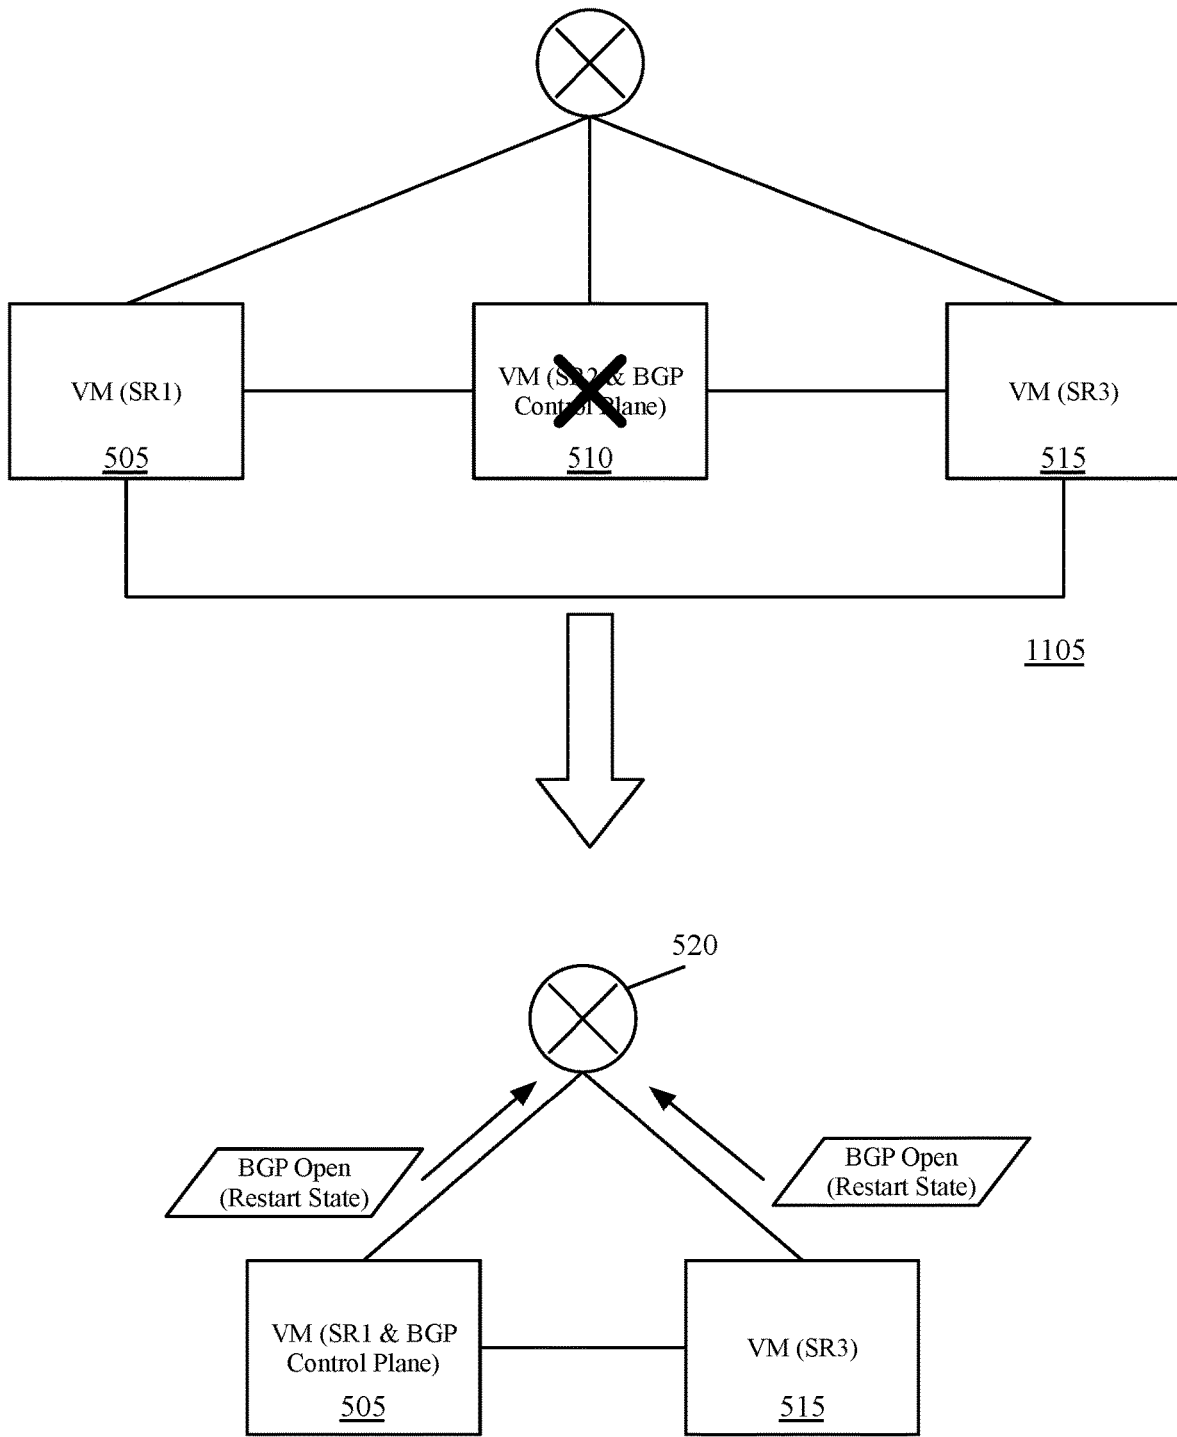 VM (SR1)
505
VM (SR2 & BGP
Control Plane)
510
VM (SR3)
515
1105
520
BGP Open
(Restart State)
BGP Open
(Restart State)
VM (SR1 & BGP
Control Plane)
505
VM (SR3)
515